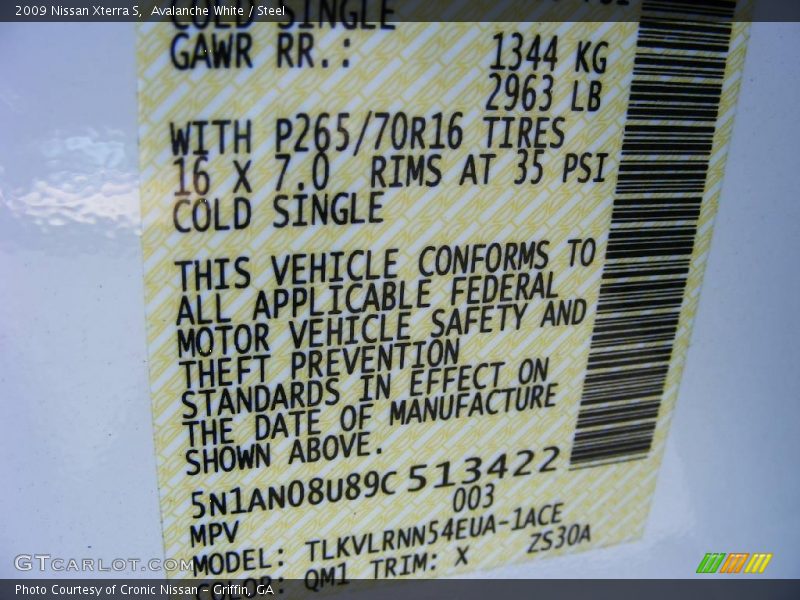 2009 Nissan Xterra S, Avalanche White / Steel
COLD SINGLE
GAWR RR.: 1344 KG
2963 LB
WITH P265/70R16 TIRES
16 X 7.0 RIMS AT 35 PSI
COLD SINGLE
THIS VEHICLE CONFORMS TO
ALL APPLICABLE FEDERAL
MOTOR VEHICLE SAFETY AND
THEFT PREVENTION
STANDARDS IN EFFECT ON
THE DATE OF MANUFACTURE
SHOWN ABOVE.
5N1AN08U89C513422
MPV 003
MODEL: TLKVLRNN54EUA-1ACE
COLOR: QM1 TRIM: X ZS30A
GTCARLOT.COM
Photo Courtesy of Cronic Nissan - Griffin, GA